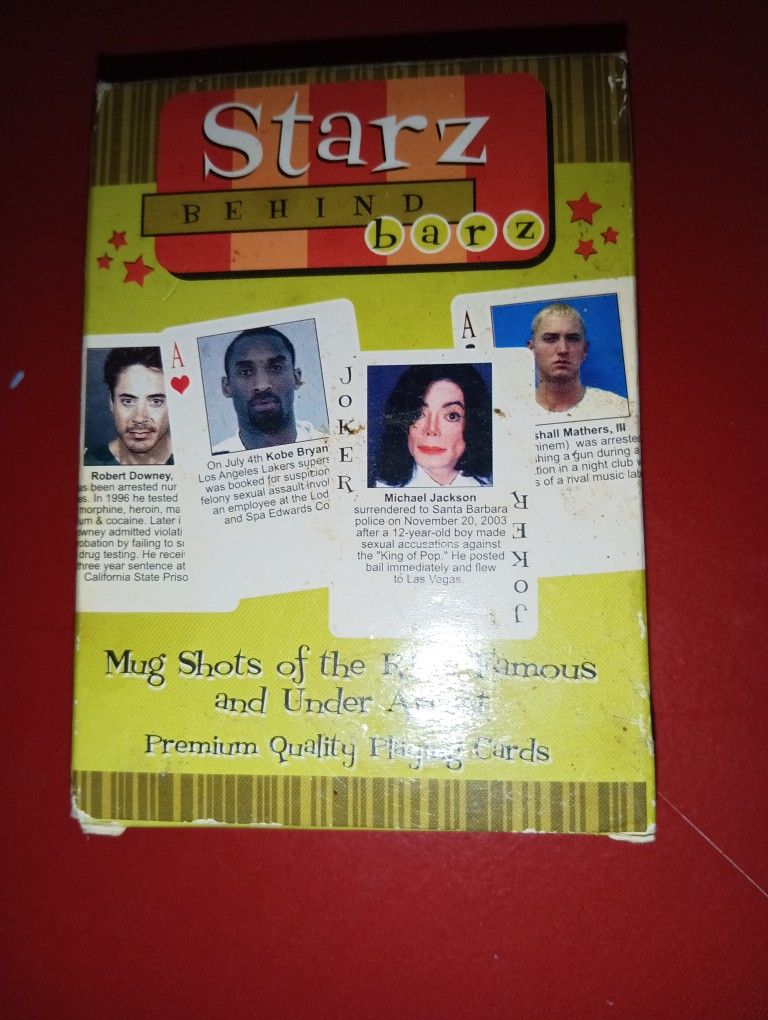 Starz
BEHIND
barz
A
A
JOKER
Robert Downey,
as been arrested nur
s. In 1996 he tested
morphine, heroin, ma
um & cocaine. Later i
wney admitted violati
obation by failing to su
drug testing. He recei
three year sentence at
California State Priso
On July 4th Kobe Bryan
Los Angeles Lakers supers
was booked for suspicion
felony sexual assault invol
an employee at the Lod
and Spa Edwards Co
Michael Jackson
surrendered to Santa Barbara
police on November 20, 2003
after a 12-year-old boy made
sexual accusations against
the "King of Pop." He posted
bail immediately and flew
to Las Vegas.
JOKER
shall Mathers, III
inem) was arreste
hing a gun during a
tion in a night club w
s of a rival music lab
Mug Shots of the Famous
and Under
Premium Quality Playing Cards